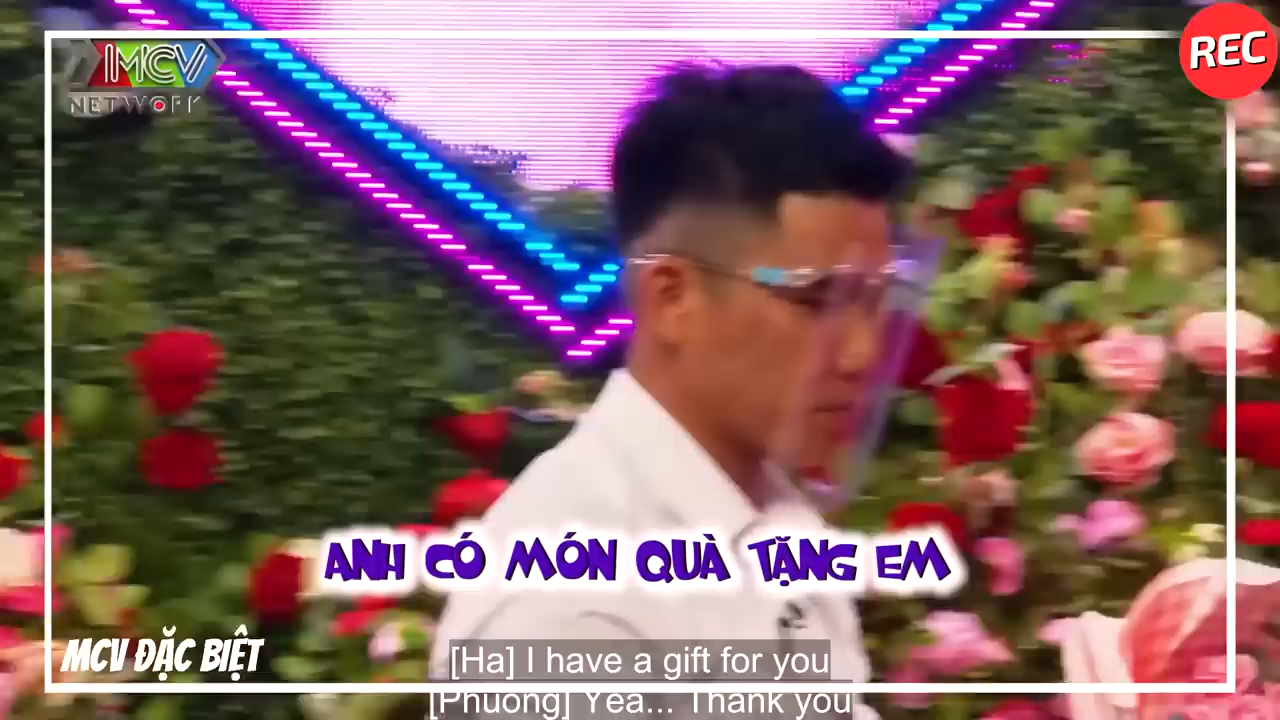 MCV
NETWORK
REC
ANH CÓ MÓN QUÀ TẶNG EM
MCV ĐẶC BIỆT
[Ha] I have a gift for you
[Phuong] Yea... Thank you